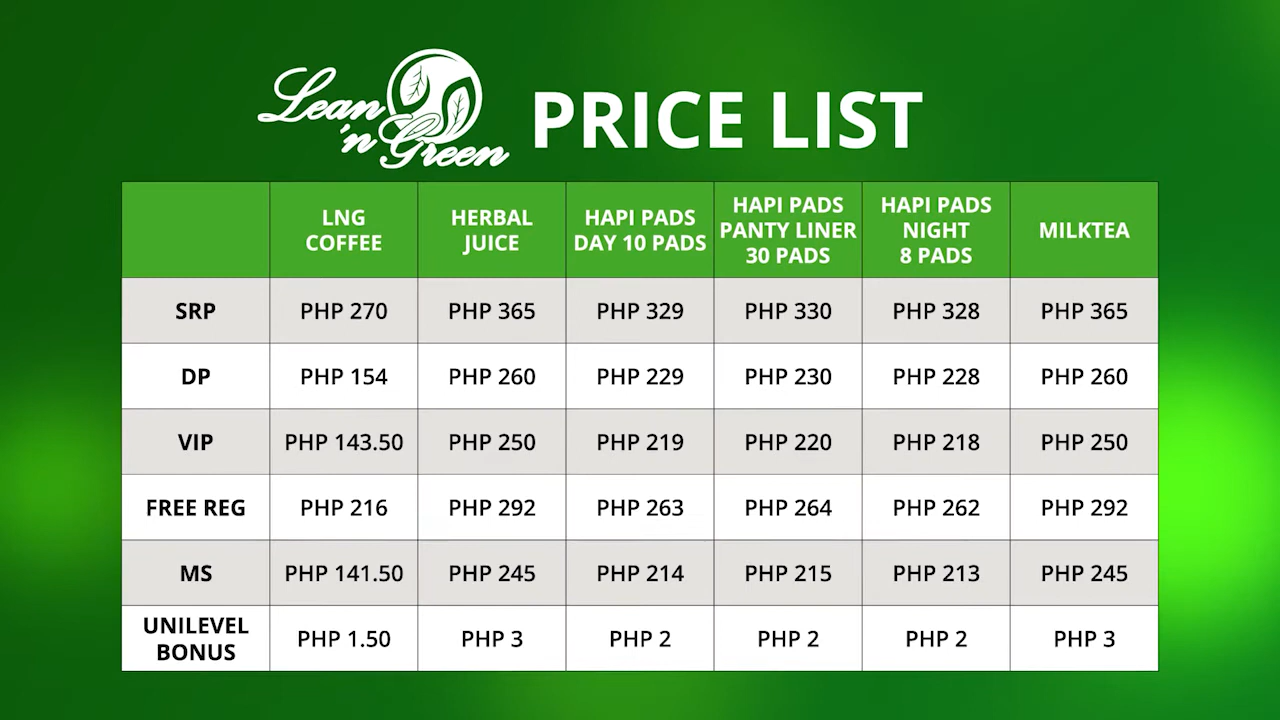 Lean 'n Green PRICE LIST
LNG COFFEE HERBAL JUICE HAPI PADS DAY 10 PADS HAPI PADS PANTY LINER 30 PADS HAPI PADS NIGHT 8 PADS MILKTEA
SRP PHP 270 PHP 365 PHP 329 PHP 330 PHP 328 PHP 365
DP PHP 154 PHP 260 PHP 229 PHP 230 PHP 228 PHP 260
VIP PHP 143.50 PHP 250 PHP 219 PHP 220 PHP 218 PHP 250
FREE REG PHP 216 PHP 292 PHP 263 PHP 264 PHP 262 PHP 292
MS PHP 141.50 PHP 245 PHP 214 PHP 215 PHP 213 PHP 245
UNILEVEL BONUS PHP 1.50 PHP 3 PHP 2 PHP 2 PHP 2 PHP 3